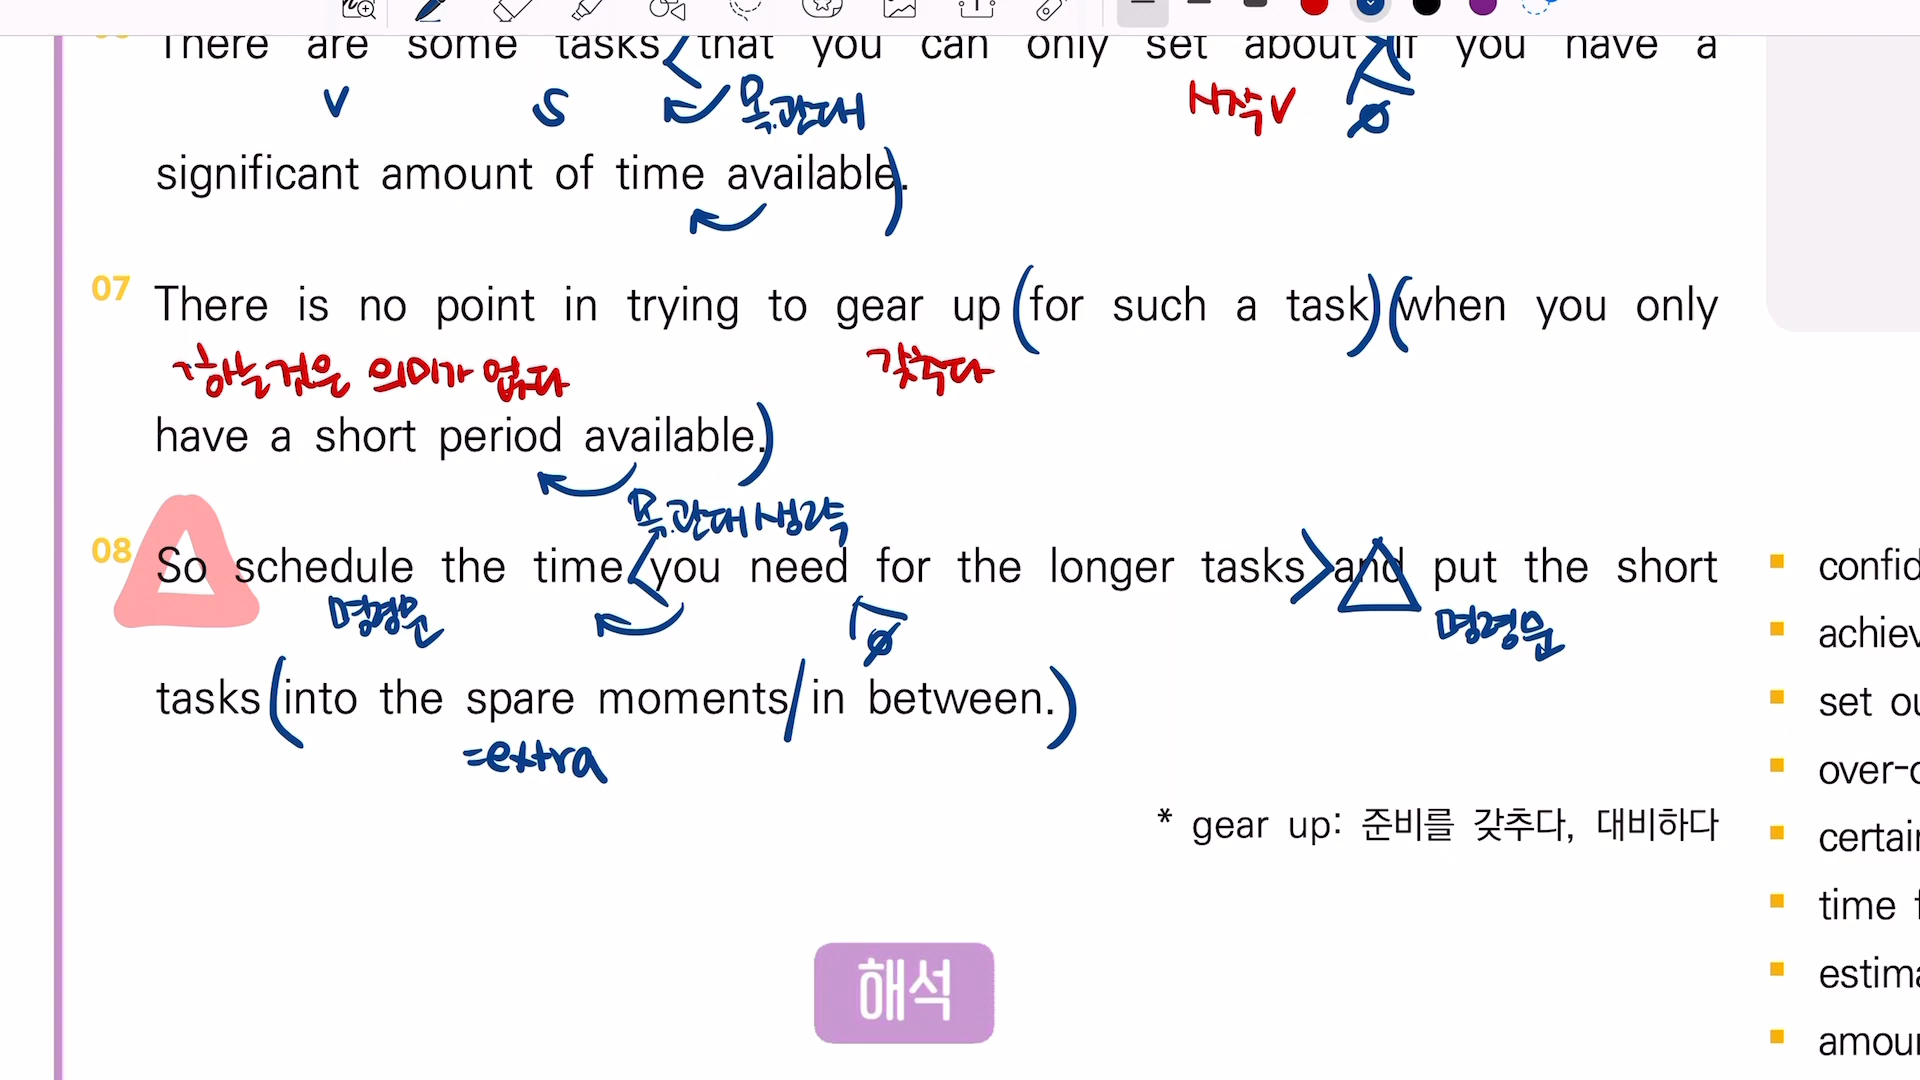 There are some tasks that you can only set about if you have a
V S 목.관대 시작V ∅
significant amount of time available.
07 There is no point in trying to gear up for such a task when you only
~하는 것은 의미가 없다 갖추다
have a short period available.
목.관대 생략
08 So schedule the time you need for the longer tasks and put the short
명령문 ∅ 명령문
tasks into the spare moments / in between.
=extra
* gear up: 준비를 갖추다, 대비하다
해석
confid
achiev
set ou
over-c
certain
time f
estima
amoun